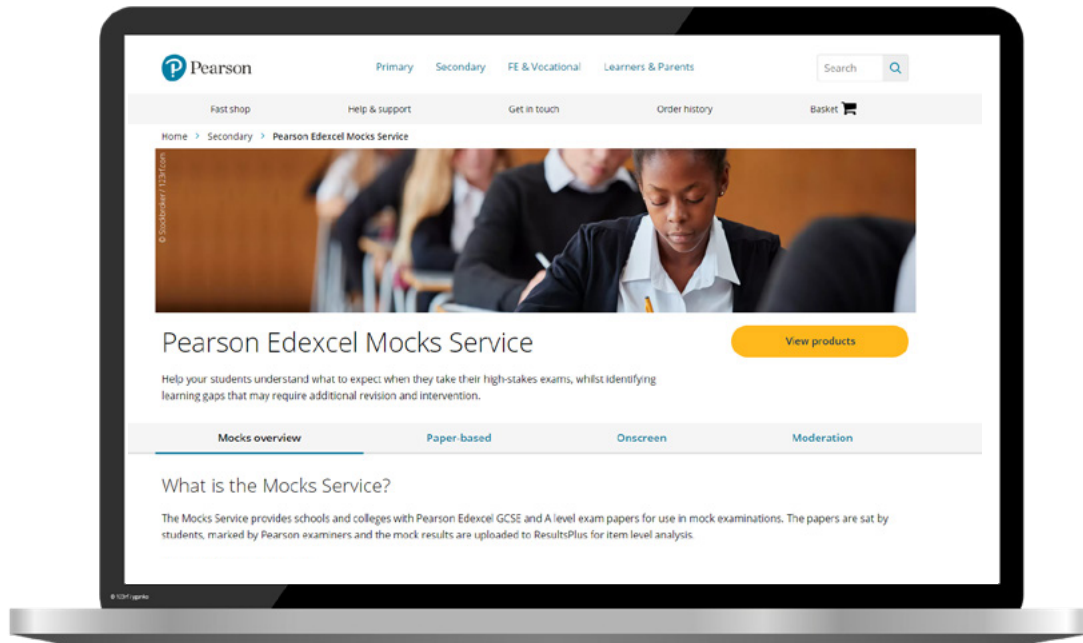 Pearson
Primary Secondary FE & Vocational Learners & Parents
Search
Fast shop Help & support Get in touch Order history Basket
Home > Secondary > Pearson Edexcel Mocks Service
© Stockbroker / 123rf.com
Pearson Edexcel Mocks Service
View products
Help your students understand what to expect when they take their high-stakes exams, whilst identifying
learning gaps that may require additional revision and intervention.
Mocks overview Paper-based Onscreen Moderation
What is the Mocks Service?
The Mocks Service provides schools and colleges with Pearson Edexcel GCSE and A level exam papers for use in mock examinations. The papers are sat by
students, marked by Pearson examiners and the mock results are uploaded to ResultsPlus for item level analysis.